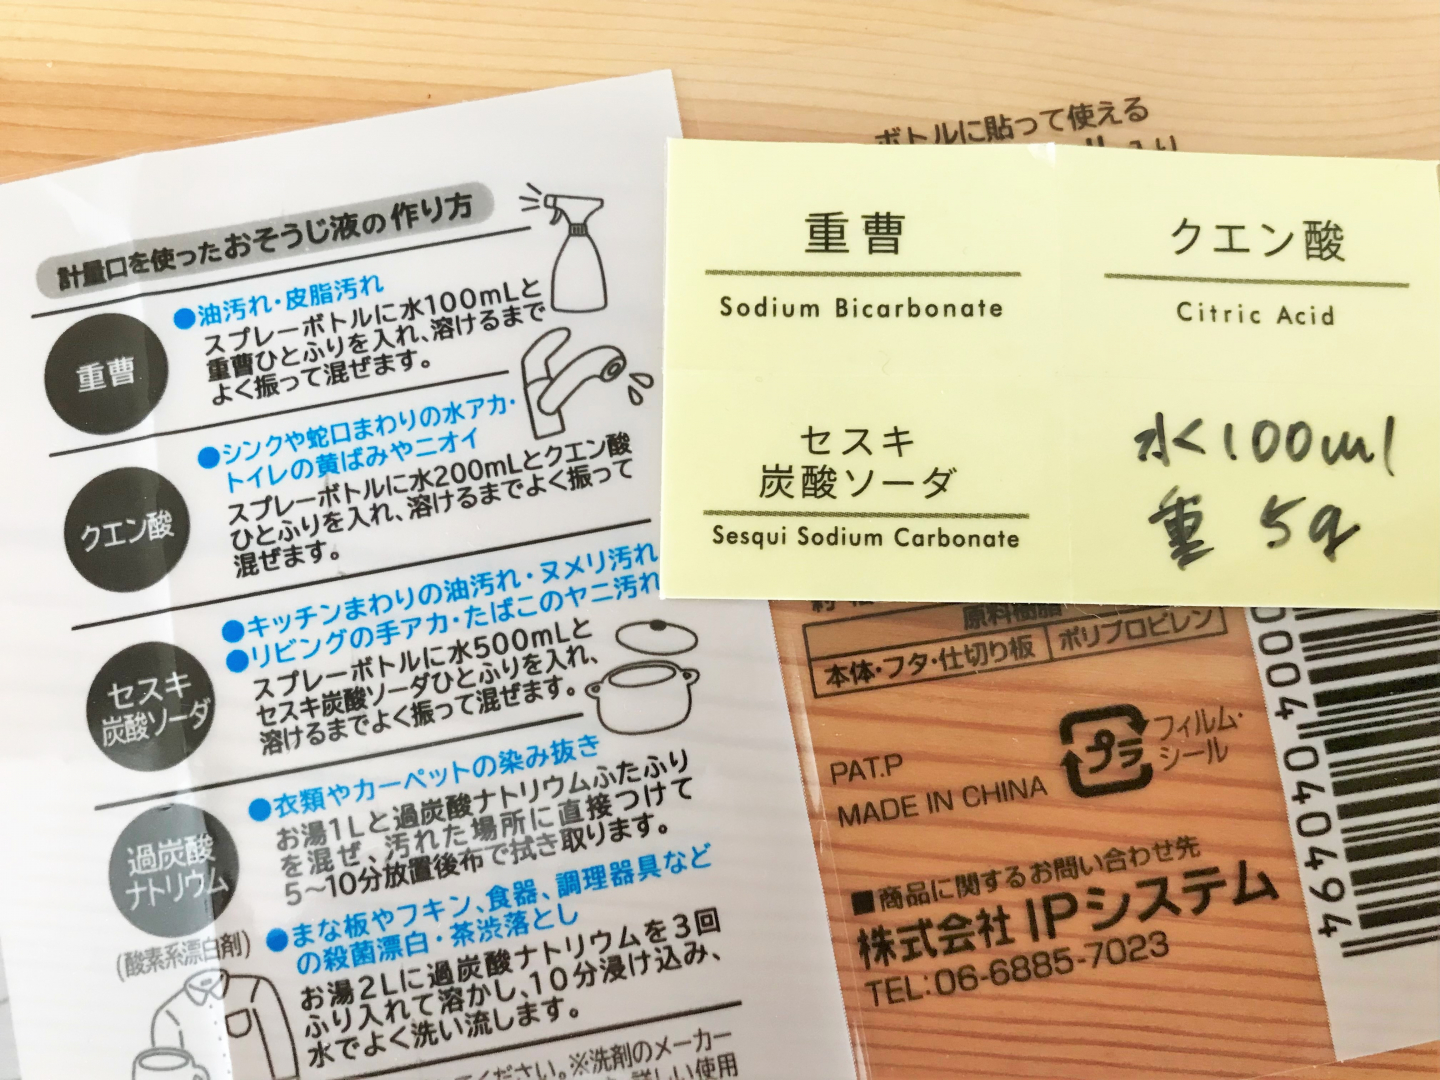 計量口を使ったおそうじ液の作り方
重曹
●油汚れ・皮脂汚れ
スプレーボトルに水100mLと
重曹ひとふりを入れ、溶けるまで
よく振って混ぜます。
クエン酸
●シンクや蛇口まわりの水アカ・
トイレの黄ばみやニオイ
スプレーボトルに水200mLとクエン酸
ひとふりを入れ、溶けるまでよく振って
混ぜます。
セスキ
炭酸ソーダ
●キッチンまわりの油汚れ・ヌメリ汚れ
●リビングの手アカ・たばこのヤニ汚れ
スプレーボトルに水500mLと
セスキ炭酸ソーダひとふりを入れ、
溶けるまでよく振って混ぜます。
過炭酸
ナトリウム
(酸素系漂白剤)
●衣類やカーペットの染み抜き
お湯1Lと過炭酸ナトリウムふたふり
を混ぜ、汚れた場所に直接つけて
5〜10分放置後布で拭き取ります。
●まな板やフキン、食器、調理器具など
の殺菌漂白・茶渋落とし
お湯2Lに過炭酸ナトリウムを3回
ふり入れて溶かし、10分浸け込み、
水でよく洗い流します。
ください。※洗剤のメーカー
詳しい使用
ボトルに貼って使える
重曹
Sodium Bicarbonate
クエン酸
Citric Acid
セスキ
炭酸ソーダ
Sesqui Sodium Carbonate
水100ml
重 5g
原料樹脂
本体・フタ・仕切り板 ポリプロピレン
PAT.P
MADE IN CHINA
プラ
フィルム・
シール
■商品に関するお問い合わせ先
株式会社 IPシステム
TEL:06-6885-7023
0004040494